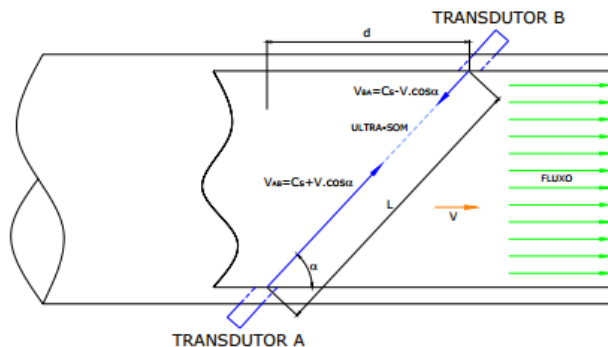 TRANSDUTOR B
d
VBA=CS-V.cosα
ULTRA-SOM
VAB=CS+V.cosα
FLUXO
L
V
α
TRANSDUTOR A